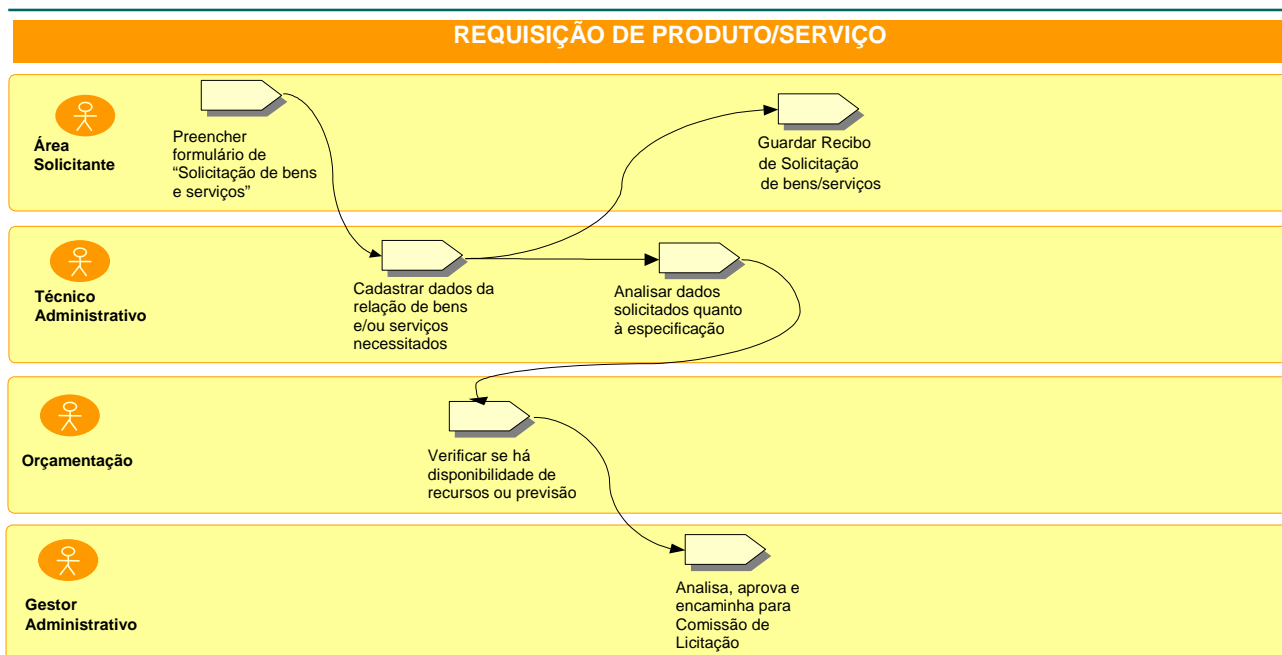 REQUISIÇÃO DE PRODUTO/SERVIÇO
Área
Solicitante
Preencher
formulário de
“Solicitação de bens
e serviços”
Guardar Recibo
de Solicitação
de bens/serviços
Técnico
Administrativo
Cadastrar dados da
relação de bens
e/ou serviços
necessitados
Analisar dados
solicitados quanto
à especificação
Orçamentação
Verificar se há
disponibilidade de
recursos ou previsão
Gestor
Administrativo
Analisa, aprova e
encaminha para
Comissão de
Licitação